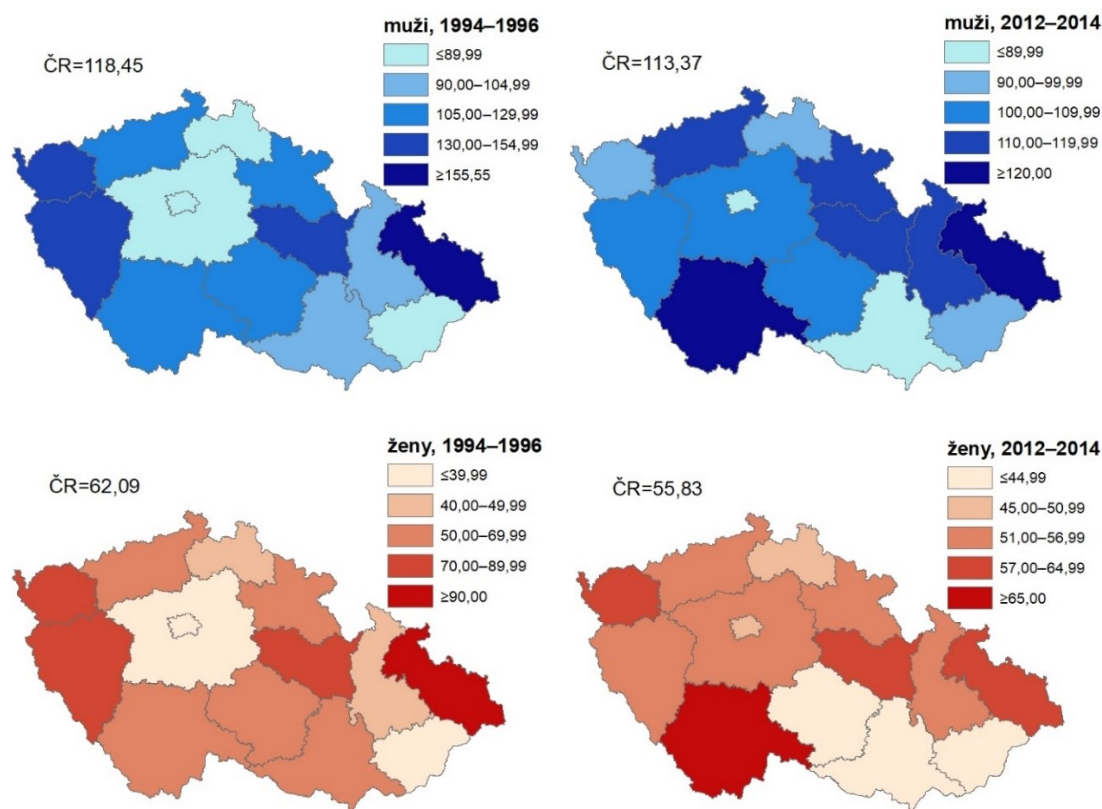 muži, 1994–1996
ČR=118,45
≤89,99
90,00–104,99
105,00–129,99
130,00–154,99
≥155,55
muži, 2012–2014
ČR=113,37
≤89,99
90,00–99,99
100,00–109,99
110,00–119,99
≥120,00
ženy, 1994–1996
ČR=62,09
≤39,99
40,00–49,99
50,00–69,99
70,00–89,99
≥90,00
ženy, 2012–2014
ČR=55,83
≤44,99
45,00–50,99
51,00–56,99
57,00–64,99
≥65,00